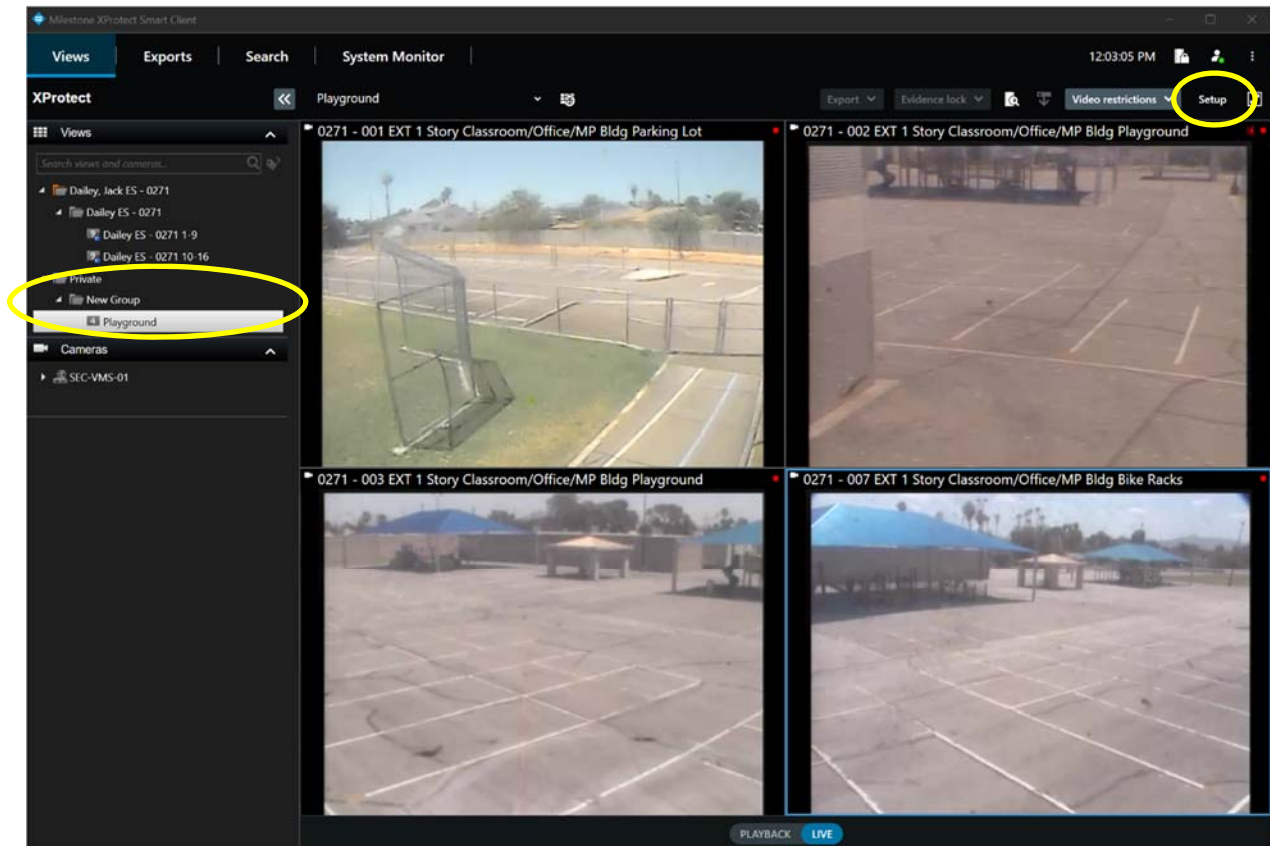 Milestone XProtect Smart Client
Views Exports Search System Monitor 12:03:05 PM
XProtect Playground Export Evidence lock Video restrictions Setup
Views
Search views and cameras...
Dailey, Jack ES - 0271
Dailey ES - 0271
Dailey ES - 0271 1-9
Dailey ES - 0271 10-16
Private
New Group
4 Playground
Cameras
SEC-VMS-01
0271 - 001 EXT 1 Story Classroom/Office/MP Bldg Parking Lot
0271 - 002 EXT 1 Story Classroom/Office/MP Bldg Playground
0271 - 003 EXT 1 Story Classroom/Office/MP Bldg Playground
0271 - 007 EXT 1 Story Classroom/Office/MP Bldg Bike Racks
PLAYBACK LIVE